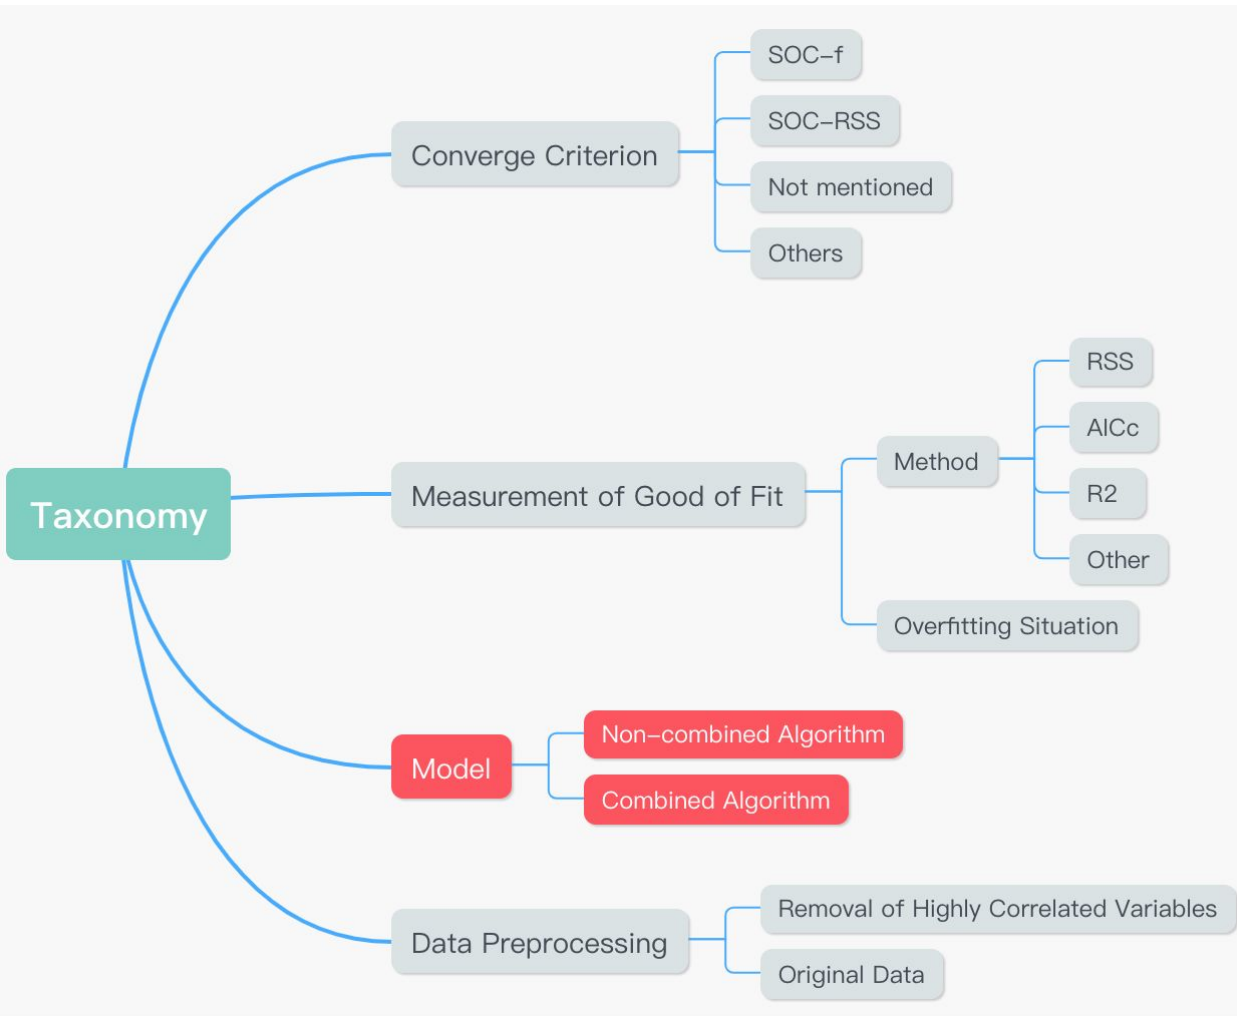 Taxonomy
Converge Criterion
SOC-f
SOC-RSS
Not mentioned
Others
Measurement of Good of Fit
Method
RSS
AICc
R2
Other
Overfitting Situation
Model
Non-combined Algorithm
Combined Algorithm
Data Preprocessing
Removal of Highly Correlated Variables
Original Data